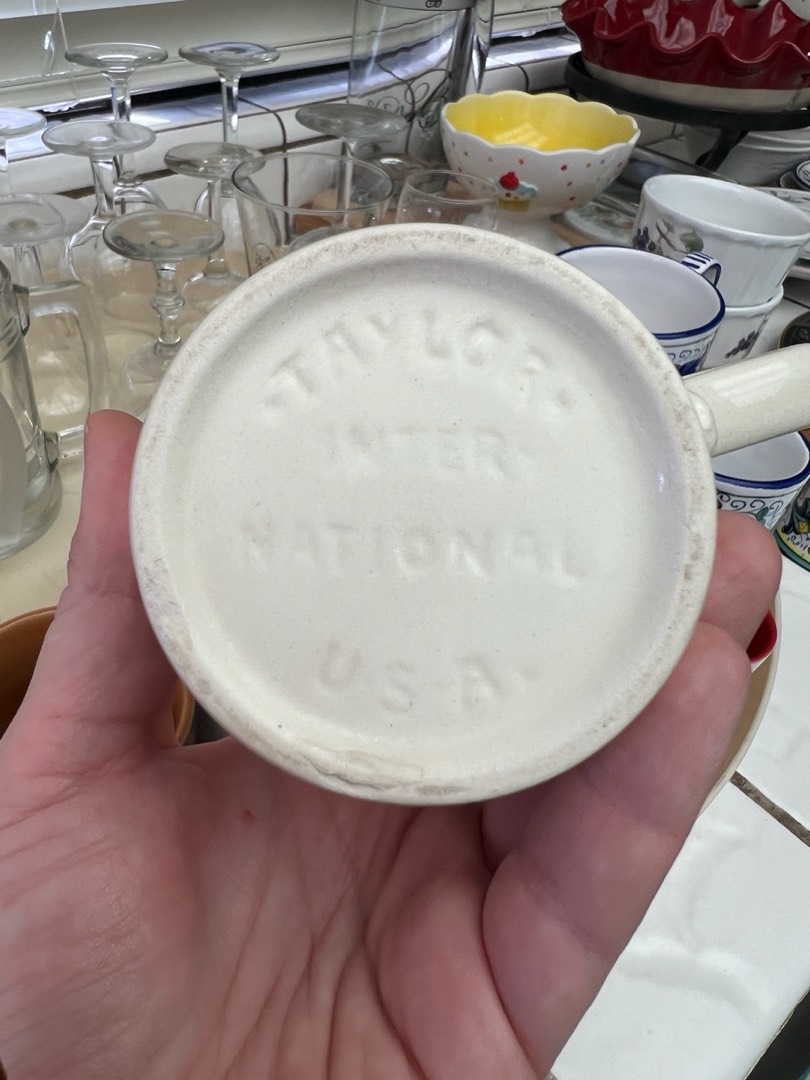 TAYLOR
INTER-
NATIONAL
U.S.A.